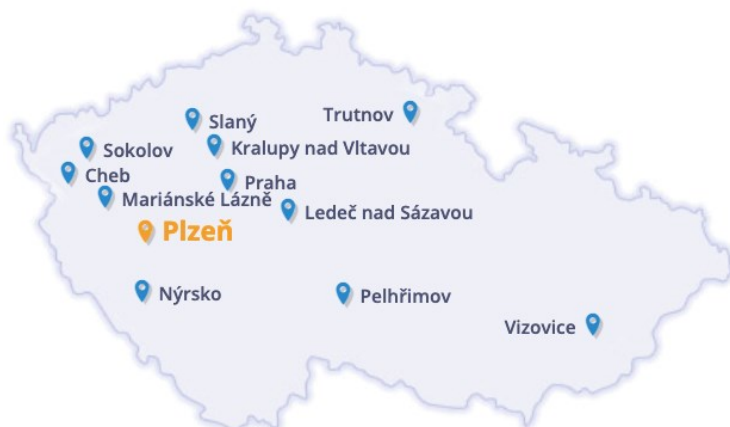 Trutnov
Slaný
Kralupy nad Vltavou
Sokolov
Cheb
Praha
Mariánské Lázně
Ledeč nad Sázavou
Plzeň
Nýrsko
Pelhřimov
Vizovice